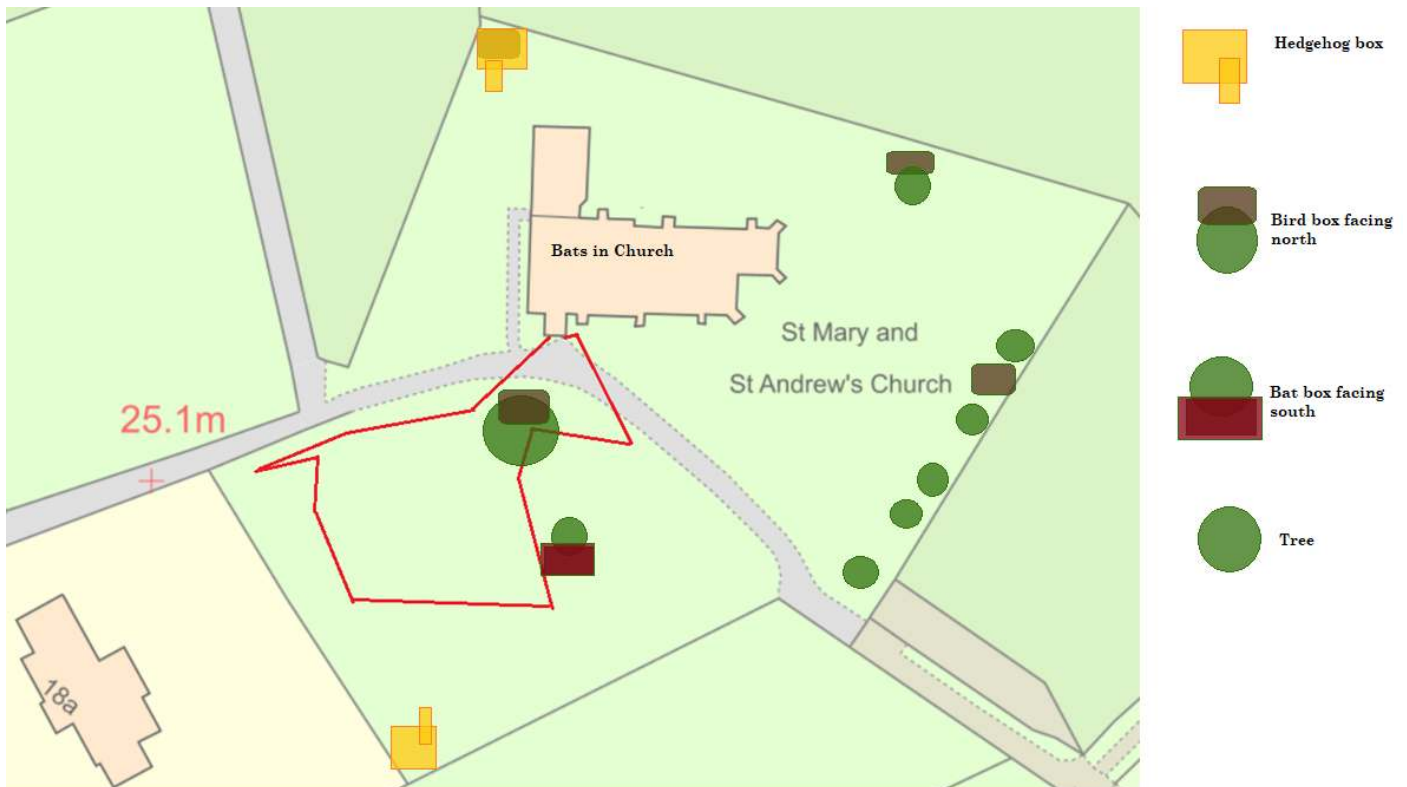 Bats in Church
St Mary and
St Andrew's Church
25.1m
18a
Hedgehog box
Bird box facing
north
Bat box facing
south
Tree